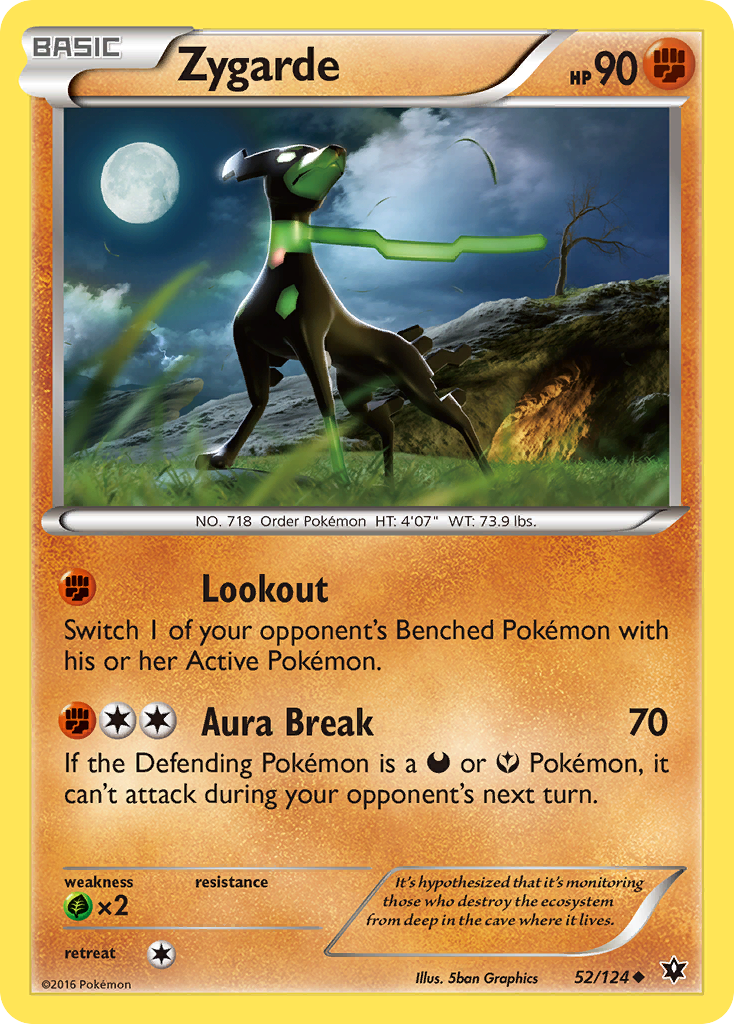 BASIC
Zygarde
HP 90
NO. 718 Order Pokémon HT: 4'07" WT: 73.9 lbs.
Lookout
Switch 1 of your opponent's Benched Pokémon with
his or her Active Pokémon.
Aura Break 70
If the Defending Pokémon is a or Pokémon, it
can't attack during your opponent's next turn.
weakness resistance
×2
It's hypothesized that it's monitoring
those who destroy the ecosystem
from deep in the cave where it lives.
retreat
©2016 Pokémon
Illus. 5ban Graphics 52/124